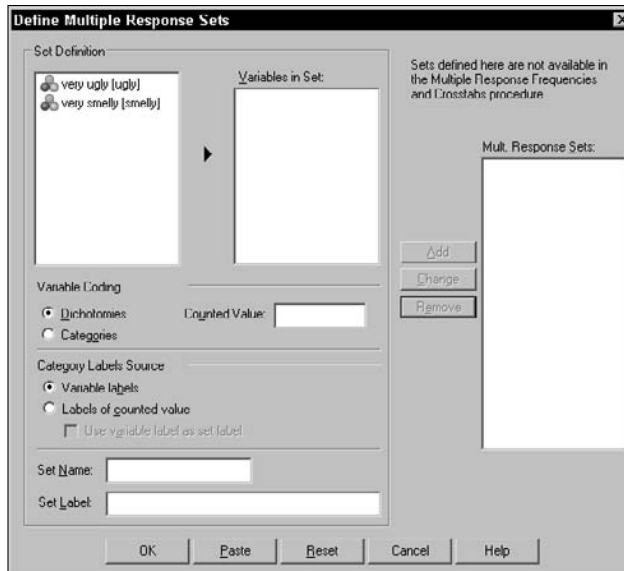 Define Multiple Response Sets
Set Definition
very ugly [ugly]
very smelly [smelly]
Variables in Set:
Sets defined here are not available in
the Multiple Response Frequencies
and Crosstabs procedure
Mult. Response Sets:
Add
Change
Remove
Variable Coding
Dichotomies
Counted Value:
Categories
Category Labels Source
Variable labels
Labels of counted value
Use variable label as set label
Set Name:
Set Label:
OK
Paste
Reset
Cancel
Help